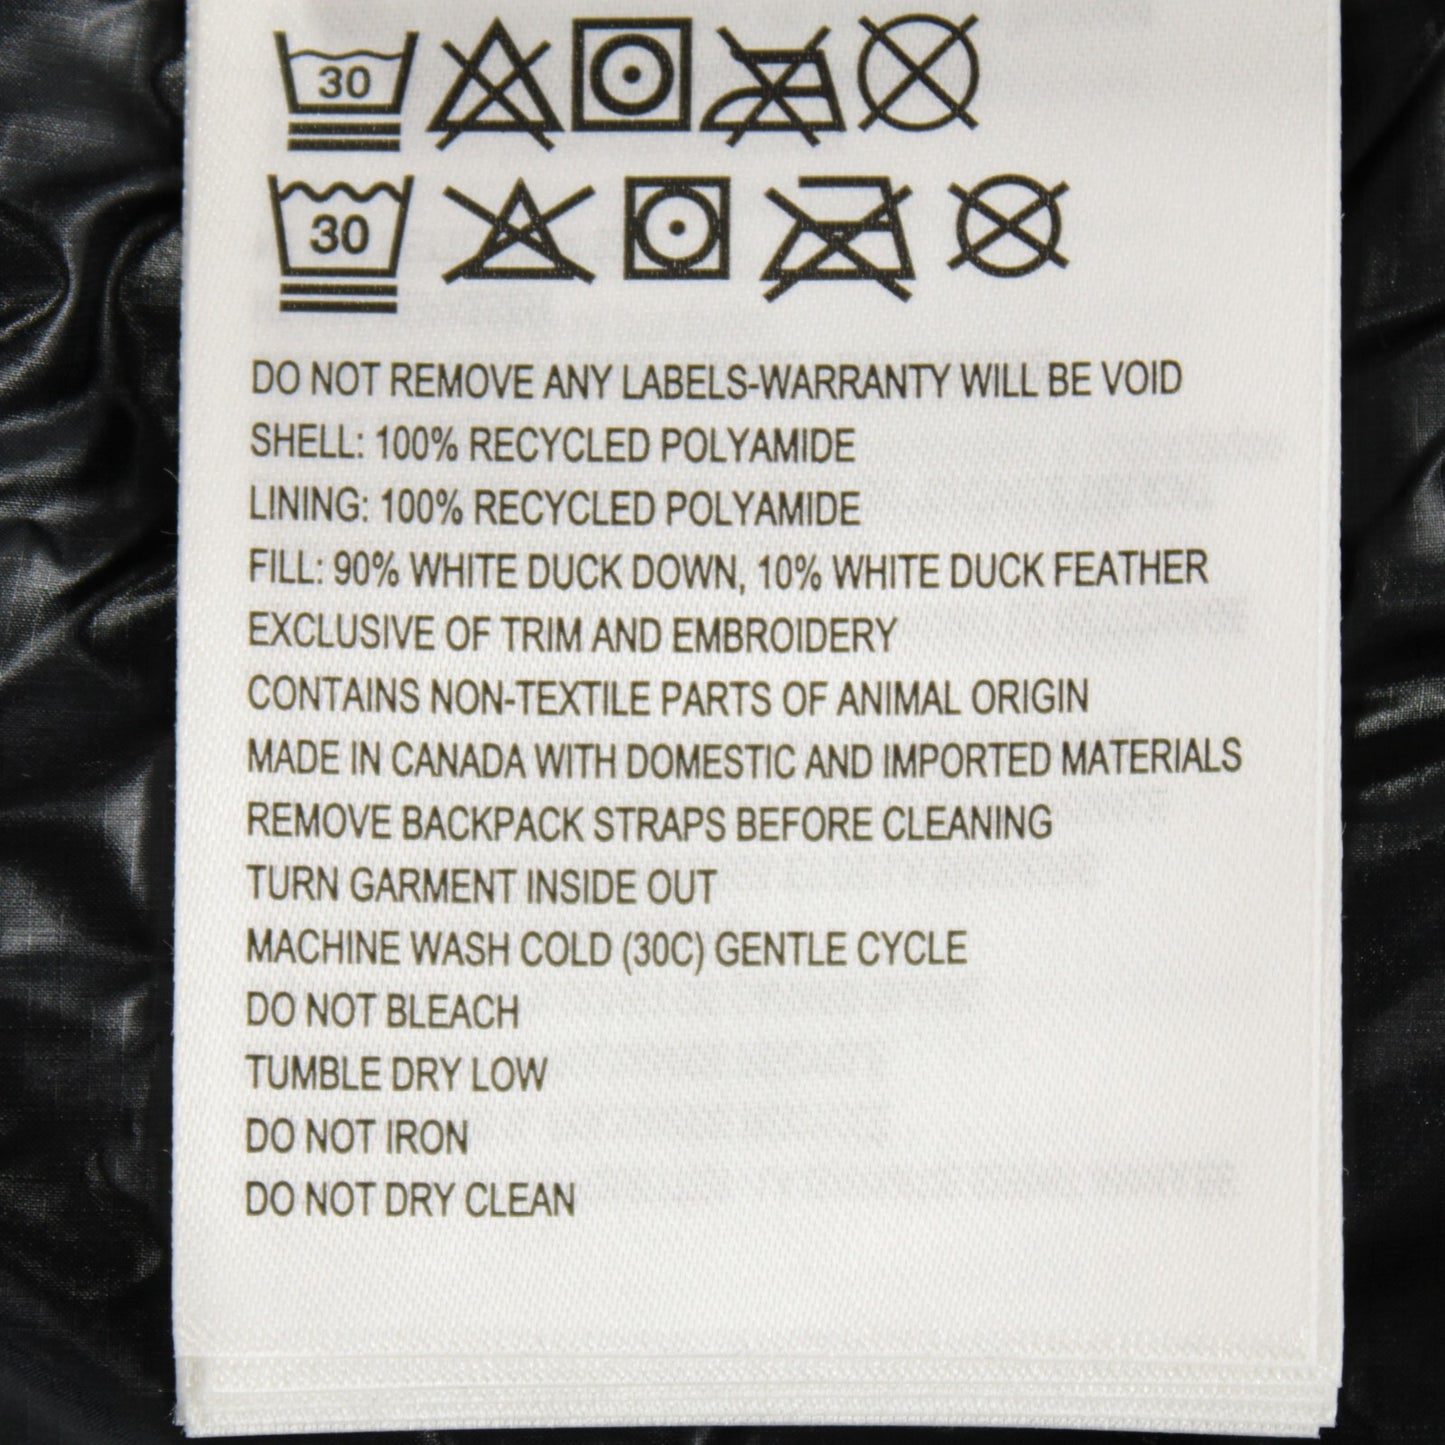 30
30
DO NOT REMOVE ANY LABELS-WARRANTY WILL BE VOID
SHELL: 100% RECYCLED POLYAMIDE
LINING: 100% RECYCLED POLYAMIDE
FILL: 90% WHITE DUCK DOWN, 10% WHITE DUCK FEATHER
EXCLUSIVE OF TRIM AND EMBROIDERY
CONTAINS NON-TEXTILE PARTS OF ANIMAL ORIGIN
MADE IN CANADA WITH DOMESTIC AND IMPORTED MATERIALS
REMOVE BACKPACK STRAPS BEFORE CLEANING
TURN GARMENT INSIDE OUT
MACHINE WASH COLD (30C) GENTLE CYCLE
DO NOT BLEACH
TUMBLE DRY LOW
DO NOT IRON
DO NOT DRY CLEAN